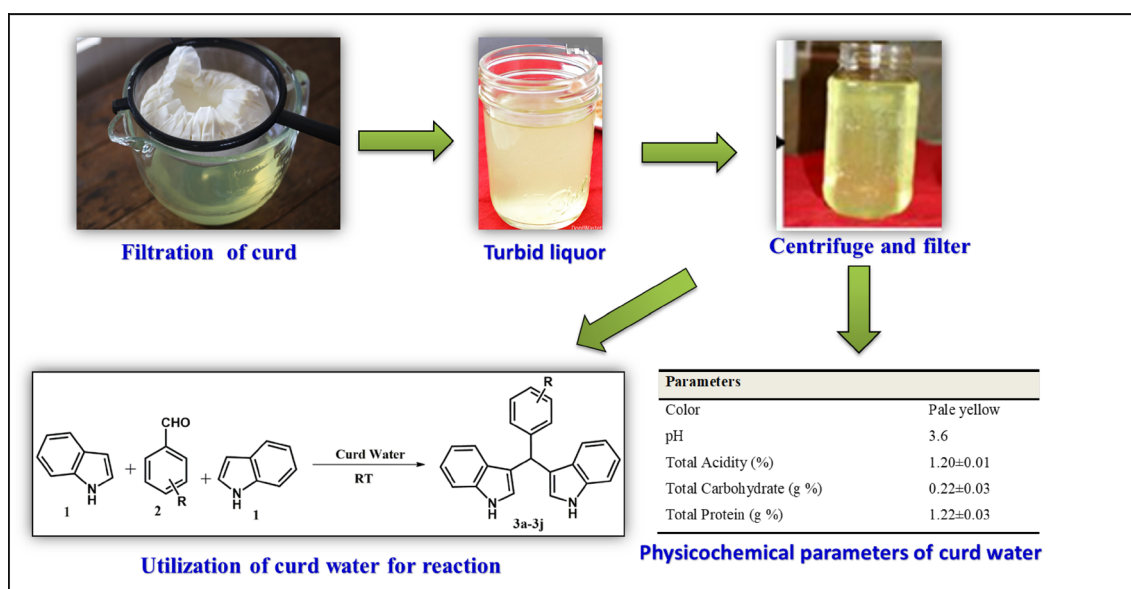 Filtration of curd
Turbid liquor
Centrifuge and filter
CHO
R
N
H
1
+
2
+
N
H
1
Curd Water
RT
R
N
H
N
H
3a-3j
Utilization of curd water for reaction
Parameters
Color Pale yellow
pH 3.6
Total Acidity (%) 1.20±0.01
Total Carbohydrate (g %) 0.22±0.03
Total Protein (g %) 1.22±0.03
Physicochemical parameters of curd water